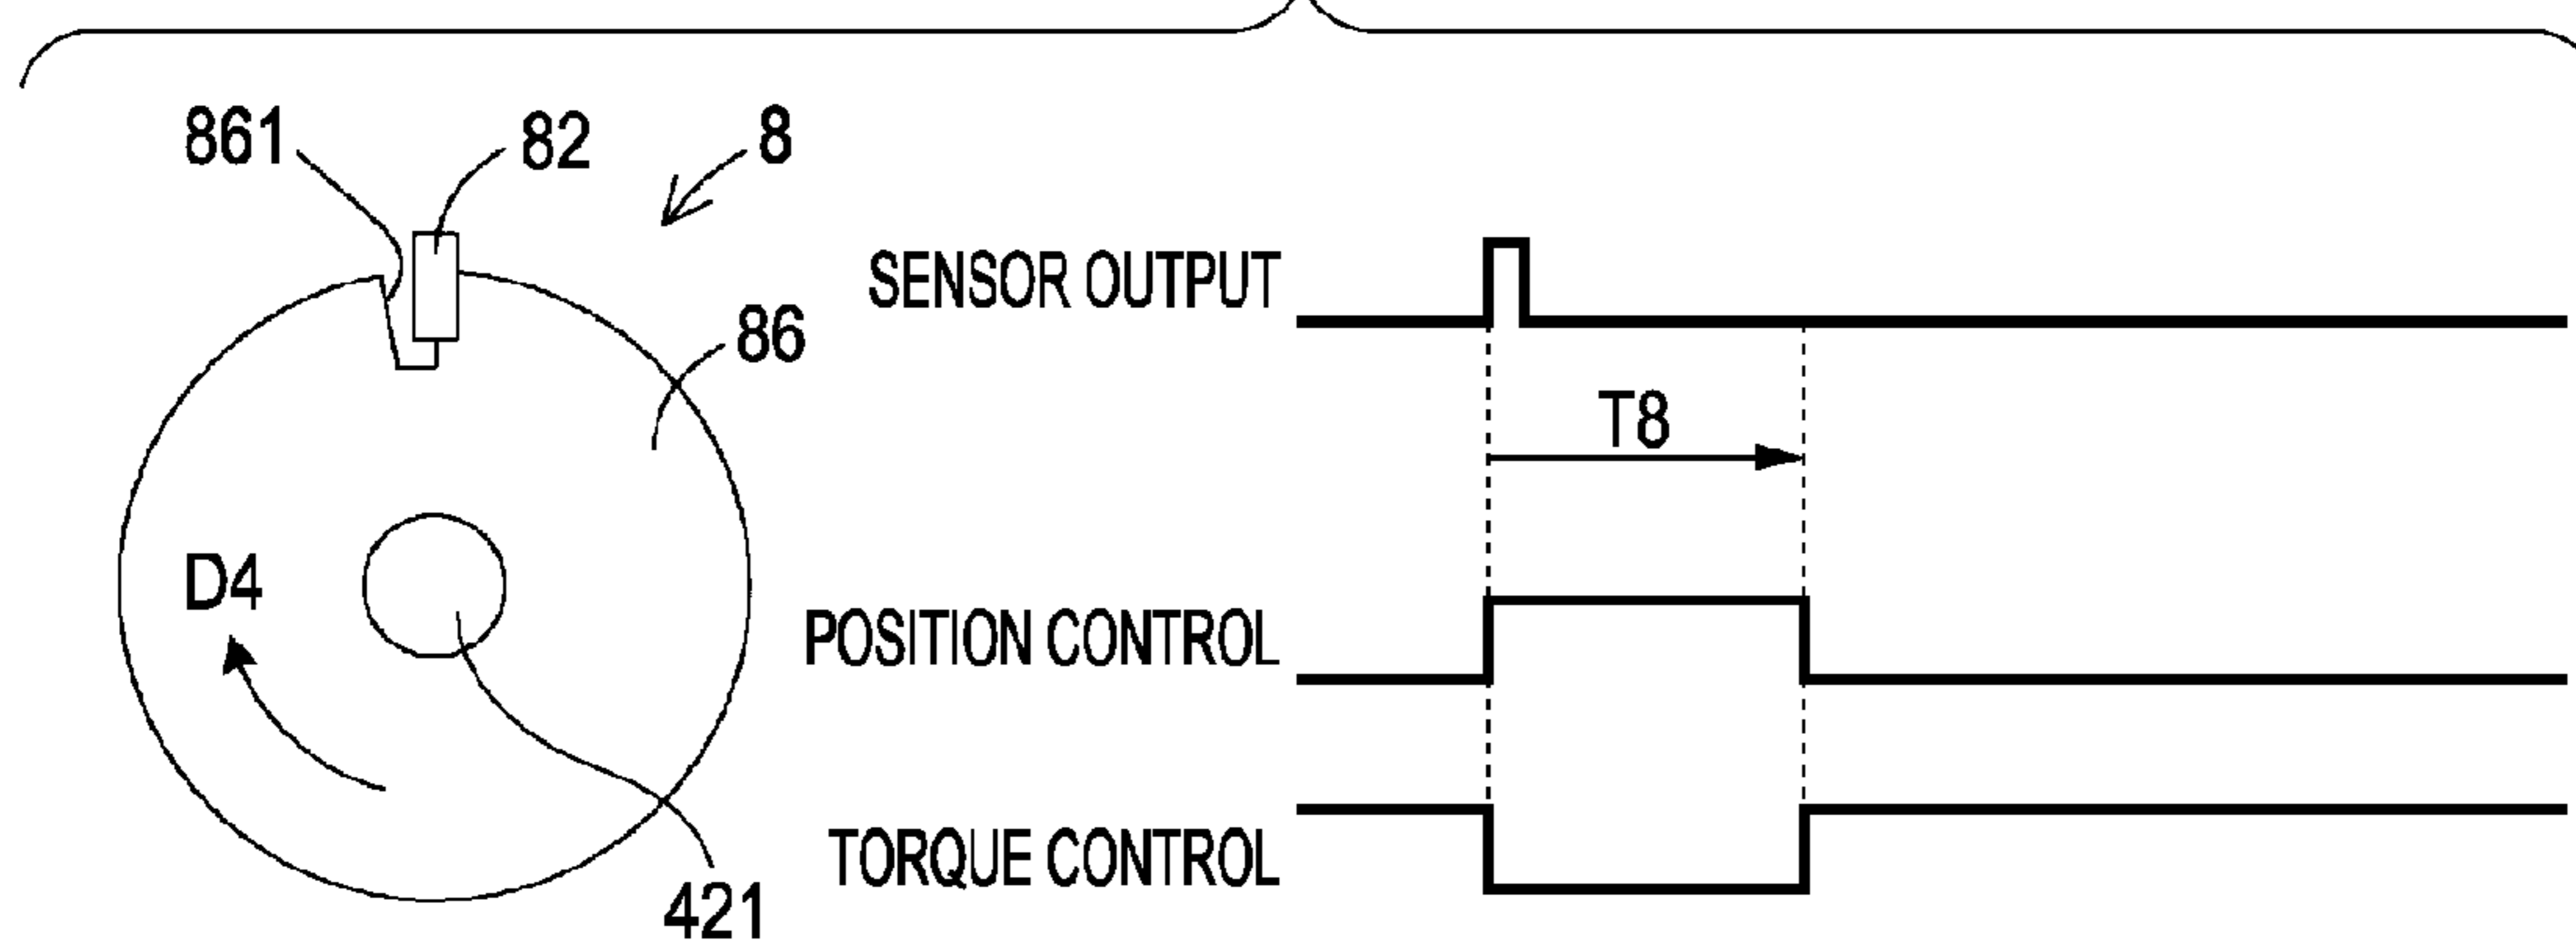 861
82
8
86
D4
421
SENSOR OUTPUT
T8
POSITION CONTROL
TORQUE CONTROL